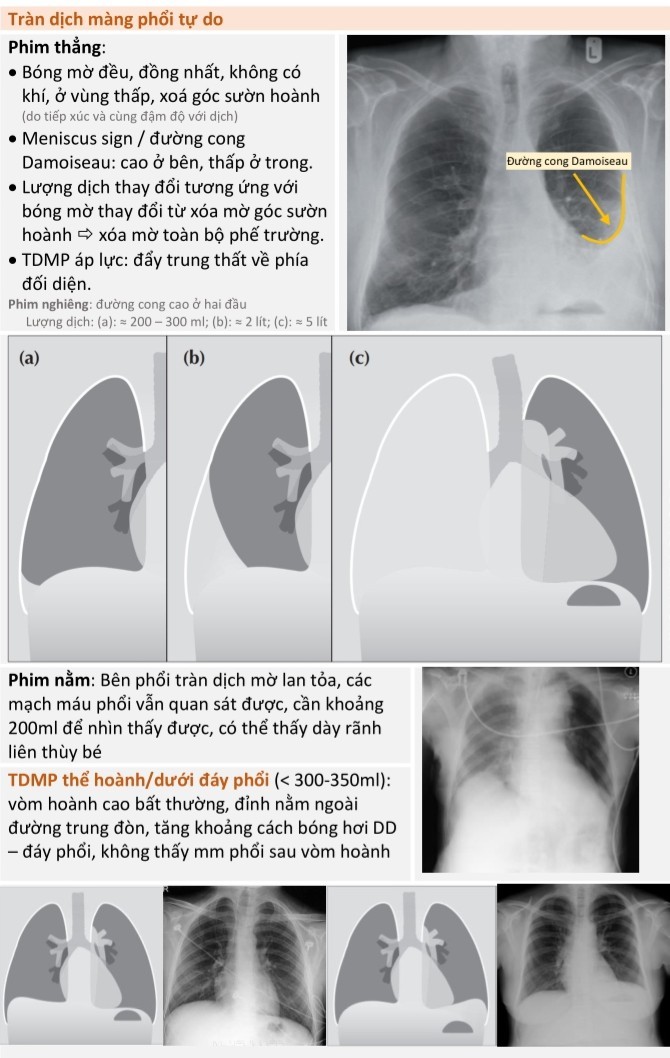 Tràn dịch màng phổi tự do
Phim thẳng:
• Bóng mờ đều, đồng nhất, không có
khí, ở vùng thấp, xoá góc sườn hoành
(do tiếp xúc và cùng đậm độ với dịch)
• Meniscus sign / đường cong
Damoiseau: cao ở bên, thấp ở trong.
• Lượng dịch thay đổi tương ứng với
bóng mờ thay đổi từ xóa mờ góc sườn
hoành ⇨ xóa mờ toàn bộ phế trường.
• TDMP áp lực: đẩy trung thất về phía
đối diện.
Phim nghiêng: đường cong cao ở hai đầu
Lượng dịch: (a): ≈ 200 – 300 ml; (b): ≈ 2 lít; (c): ≈ 5 lít
L
Đường cong Damoiseau
(a)
(b)
(c)
Phim nằm: Bên phổi tràn dịch mờ lan tỏa, các
mạch máu phổi vẫn quan sát được, cần khoảng
200ml để nhìn thấy được, có thể thấy dày rãnh
liên thùy bé
TDMP thể hoành/dưới đáy phổi (< 300-350ml):
vòm hoành cao bất thường, đỉnh nằm ngoài
đường trung đòn, tăng khoảng cách bóng hơi DD
– đáy phổi, không thấy mm phổi sau vòm hoành